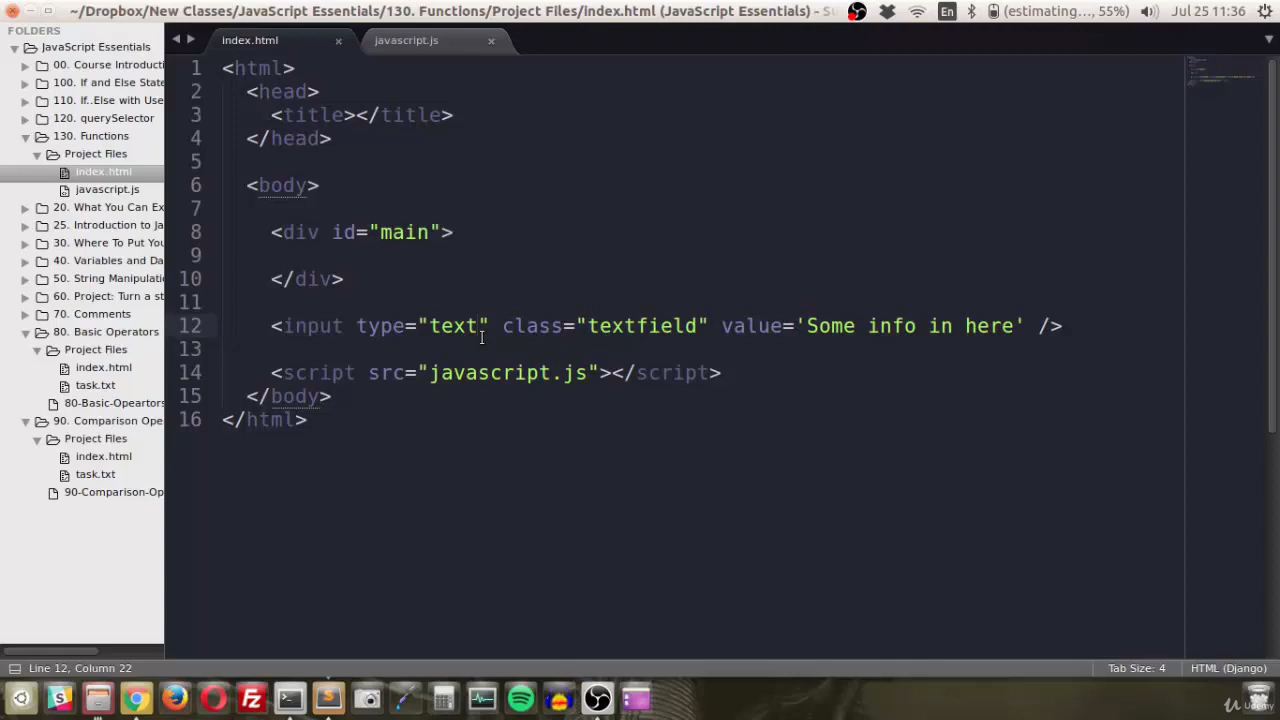 ~/Dropbox/New Classes/JavaScript Essentials/130. Functions/Project Files/index.html (JavaScript Essentials) - Su
En
(estimating..., 55%)
Jul 25 11:36
FOLDERS
JavaScript Essentials
00. Course Introducti
100. If and Else State
110. If..Else with Use
120. querySelector
130. Functions
Project Files
index.html
javascript.js
20. What You Can Ex
25. Introduction to Ja
30. Where To Put You
40. Variables and Da
50. String Manipulati
60. Project: Turn a st
70. Comments
80. Basic Operators
Project Files
index.html
task.txt
80-Basic-Opeartors
90. Comparison Ope
Project Files
index.html
task.txt
90-Comparison-Op
index.html
javascript.js
1 <html>
2 <head>
3 <title></title>
4 </head>
5
6 <body>
7
8 <div id="main">
9
10 </div>
11
12 <input type="text" class="textfield" value='Some info in here' />
13
14 <script src="javascript.js"></script>
15 </body>
16 </html>
Line 12, Column 22
Tab Size: 4
HTML (Django)
Udemy